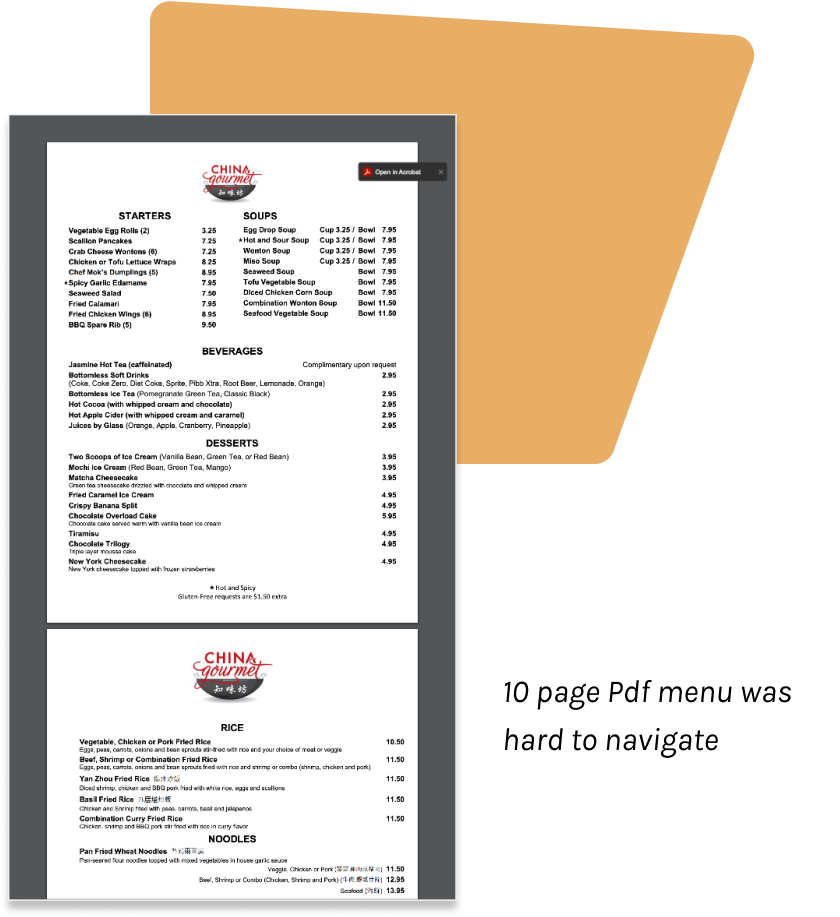 CHINA
gourmet
知味坊
Open in Acrobat
STARTERS
Vegetable Egg Rolls (2) 3.25
Scallion Pancakes 7.25
Crab Cheese Wontons (6) 7.25
Chicken or Tofu Lettuce Wraps 8.25
Chef Mok's Dumplings (5) 8.95
★Spicy Garlic Edamame 7.95
Seaweed Salad 7.50
Fried Calamari 7.95
Fried Chicken Wings (6) 8.95
BBQ Spare Rib (5) 9.50
SOUPS
Egg Drop Soup Cup 3.25 / Bowl 7.95
★Hot and Sour Soup Cup 3.25 / Bowl 7.95
Wonton Soup Cup 3.25 / Bowl 7.95
Miso Soup Cup 3.25 / Bowl 7.95
Seaweed Soup Bowl 7.95
Tofu Vegetable Soup Bowl 7.95
Diced Chicken Corn Soup Bowl 7.95
Combination Wonton Soup Bowl 11.50
Seafood Vegetable Soup Bowl 11.50
BEVERAGES
Jasmine Hot Tea (caffeinated) Complimentary upon request
Bottomless Soft Drinks 2.95
(Coke, Coke Zero, Diet Coke, Sprite, Pibb Xtra, Root Beer, Lemonade, Orange)
Bottomless Ice Tea (Pomegranate Green Tea, Classic Black) 2.95
Hot Cocoa (with whipped cream and chocolate) 2.95
Hot Apple Cider (with whipped cream and caramel) 2.95
Juices by Glass (Orange, Apple, Cranberry, Pineapple) 2.95
DESSERTS
Two Scoops of Ice Cream (Vanilla Bean, Green Tea, or Red Bean) 3.95
Mochi Ice Cream (Red Bean, Green Tea, Mango) 3.95
Matcha Cheesecake 3.95
Green tea cheesecake drizzled with chocolate and whipped cream
Fried Caramel Ice Cream 4.95
Crispy Banana Split 4.95
Chocolate Overload Cake 5.95
Chocolate cake served warm with vanilla bean ice cream
Tiramisu 4.95
Chocolate Trilogy 4.95
Triple layer mousse cake
New York Cheesecake 4.95
New York cheesecake topped with frozen strawberries
★ Hot and Spicy
Gluten-Free requests are $1.50 extra
CHINA
gourmet
知味坊
RICE
Vegetable, Chicken or Pork Fried Rice 10.50
Eggs, peas, carrots, onions and bean sprouts stir-fried with rice and your choice of meat or veggie
Beef, Shrimp or Combination Fried Rice 11.50
Eggs, peas, carrots, onions and bean sprouts fried with rice and shrimp or combo (shrimp, chicken and pork)
Yan Zhou Fried Rice 11.50
Diced shrimp, chicken and BBQ pork fried with white rice, eggs and scallions
Basil Fried Rice 九層塔炒飯 11.50
Chicken and Shrimp fried with peas, carrots, basil and jalapenos
Combination Curry Fried Rice 11.50
Chicken, shrimp and BBQ pork stir fried with rice in curry flavor
NOODLES
Pan Fried Wheat Noodles
Pan-seared flour noodles topped with mixed vegetables in house garlic sauce
Veggie, Chicken or Pork 11.50
Beef, Shrimp or Combo (Chicken, Shrimp and Pork) 12.95
Seafood (海鮮) 13.95
10 page Pdf menu was
hard to navigate